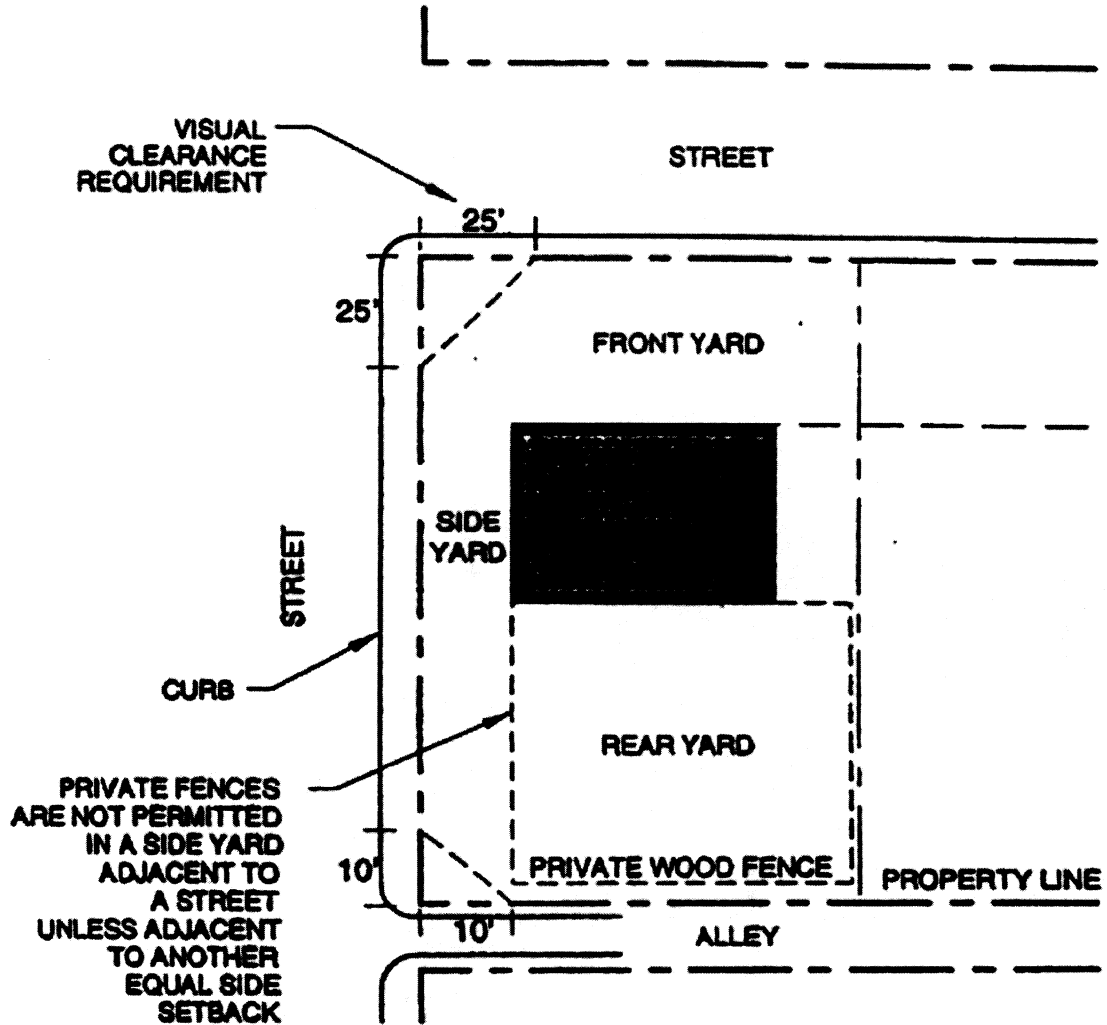 VISUAL
CLEARANCE
REQUIREMENT
STREET
25'
25'
FRONT YARD
SIDE
YARD
STREET
CURB
REAR YARD
PRIVATE FENCES
ARE NOT PERMITTED
IN A SIDE YARD
ADJACENT TO
A STREET
UNLESS ADJACENT
TO ANOTHER
EQUAL SIDE
SETBACK
10'
PRIVATE WOOD FENCE
PROPERTY LINE
10'
ALLEY